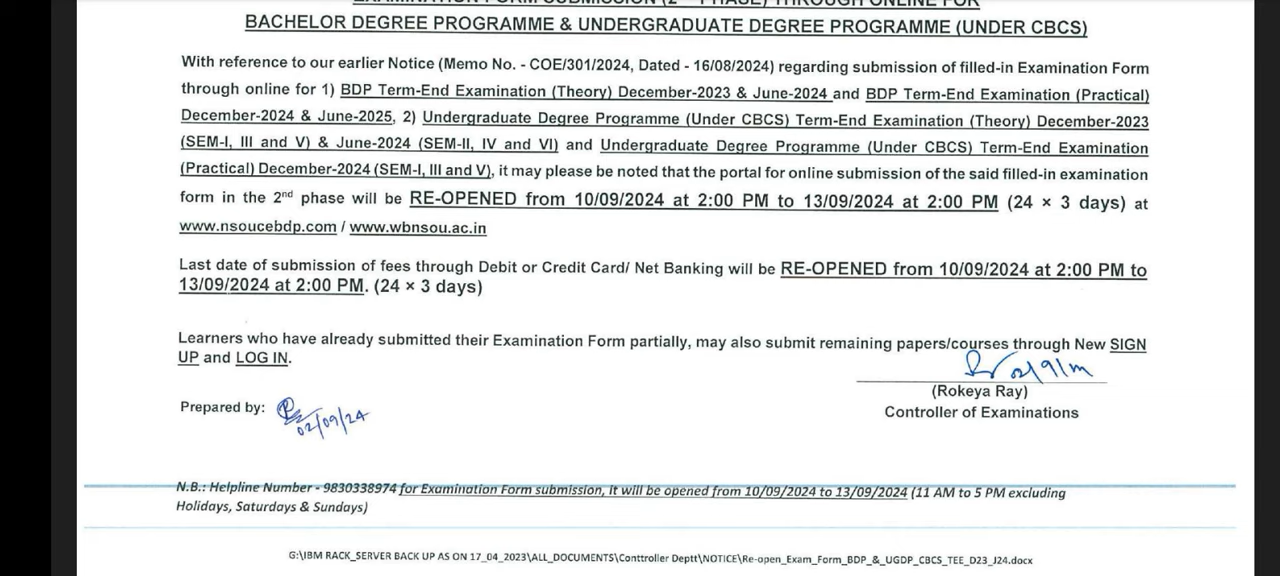 EXAMINATION FORM SUBMISSION (2ND PHASE) THROUGH ONLINE FOR
BACHELOR DEGREE PROGRAMME & UNDERGRADUATE DEGREE PROGRAMME (UNDER CBCS)
With reference to our earlier Notice (Memo No. - COE/301/2024, Dated - 16/08/2024) regarding submission of filled-in Examination Form
through online for 1) BDP Term-End Examination (Theory) December-2023 & June-2024 and BDP Term-End Examination (Practical)
December-2024 & June-2025, 2) Undergraduate Degree Programme (Under CBCS) Term-End Examination (Theory) December-2023
(SEM-I, III and V) & June-2024 (SEM-II, IV and VI) and Undergraduate Degree Programme (Under CBCS) Term-End Examination
(Practical) December-2024 (SEM-I, III and V), it may please be noted that the portal for online submission of the said filled-in examination
form in the 2nd phase will be RE-OPENED from 10/09/2024 at 2:00 PM to 13/09/2024 at 2:00 PM (24 × 3 days) at
www.nsoucebdp.com / www.wbnsou.ac.in
Last date of submission of fees through Debit or Credit Card/ Net Banking will be RE-OPENED from 10/09/2024 at 2:00 PM to
13/09/2024 at 2:00 PM. (24 × 3 days)
Learners who have already submitted their Examination Form partially, may also submit remaining papers/courses through New SIGN
UP and LOG IN.
(Rokeya Ray)
Prepared by: 02/09/24
Controller of Examinations
N.B.: Helpline Number - 9830338974 for Examination Form submission, it will be opened from 10/09/2024 to 13/09/2024 (11 AM to 5 PM excluding
Holidays, Saturdays & Sundays)
G:\IBM RACK_SERVER BACK UP AS ON 17_04_2023\ALL_DOCUMENTS\Conttroller Deptt\NOTICE\Re-open_Exam_Form_BDP_&_UGDP_CBCS_TEE_D23_J24.docx